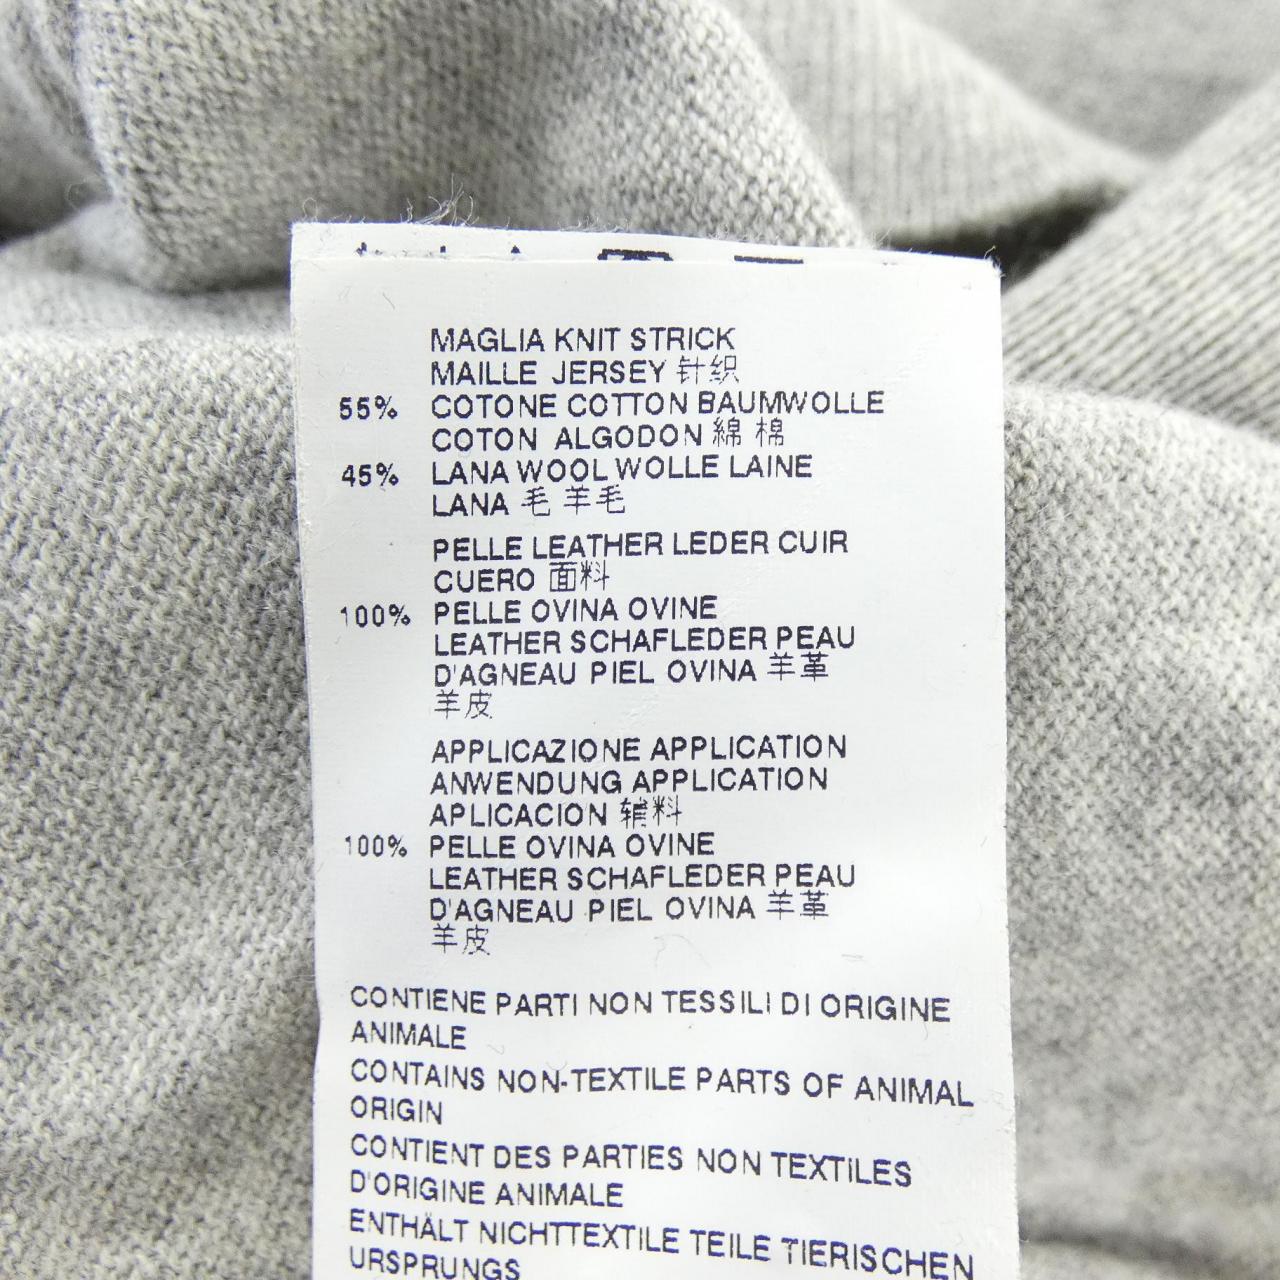 MAGLIA KNIT STRICK
MAILLE JERSEY 针织
55% COTONE COTTON BAUMWOLLE
COTON ALGODON 綿 棉
45% LANA WOOL WOLLE LAINE
LANA 毛 羊毛
PELLE LEATHER LEDER CUIR
CUERO 面料
100% PELLE OVINA OVINE
LEATHER SCHAFLEDER PEAU
D'AGNEAU PIEL OVINA 羊革
羊皮
APPLICAZIONE APPLICATION
ANWENDUNG APPLICATION
APLICACION 辅料
100% PELLE OVINA OVINE
LEATHER SCHAFLEDER PEAU
D'AGNEAU PIEL OVINA 羊革
羊皮
CONTIENE PARTI NON TESSILI DI ORIGINE
ANIMALE
CONTAINS NON-TEXTILE PARTS OF ANIMAL
ORIGIN
CONTIENT DES PARTIES NON TEXTILES
D'ORIGINE ANIMALE
ENTHÄLT NICHTTEXTILE TEILE TIERISCHEN
URSPRUNGS